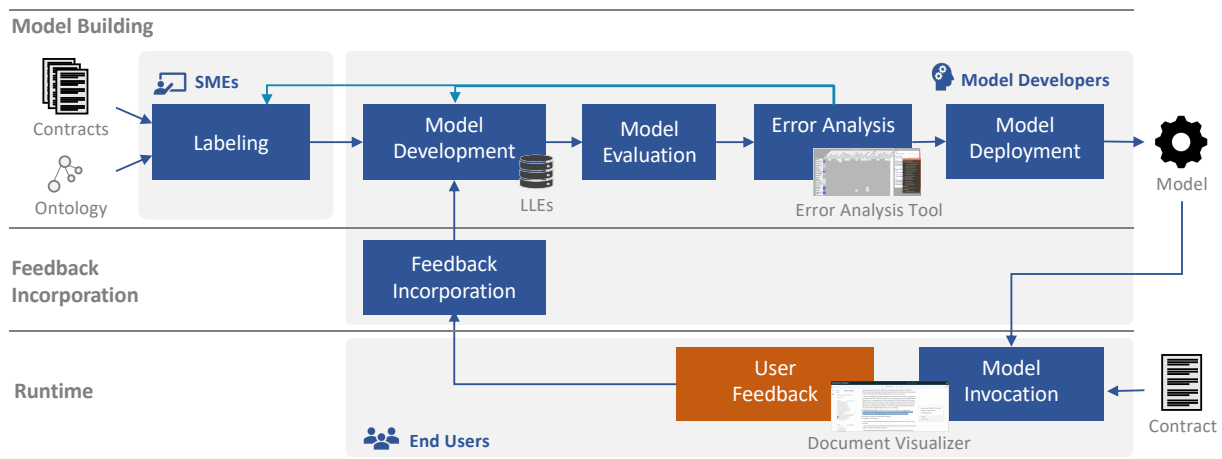 Model Building
SMEs
Model Developers
Contracts
Ontology
Labeling
Model
Development
LLEs
Model
Evaluation
Error Analysis
Error Analysis Tool
Model
Deployment
Model
Feedback
Incorporation
Feedback
Incorporation
Runtime
User
Feedback
Model
Invocation
Document Visualizer
End Users
Contract